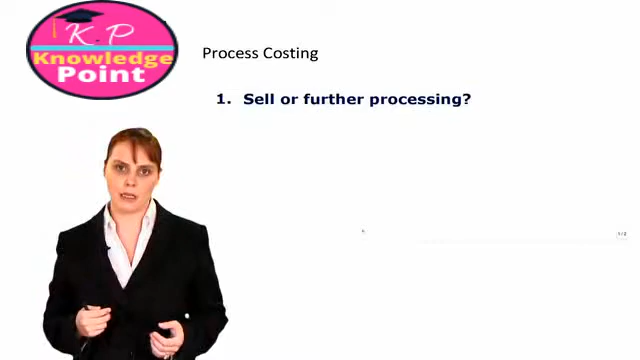 K.P
Knowledge
Point
Process Costing
1. Sell or further processing?